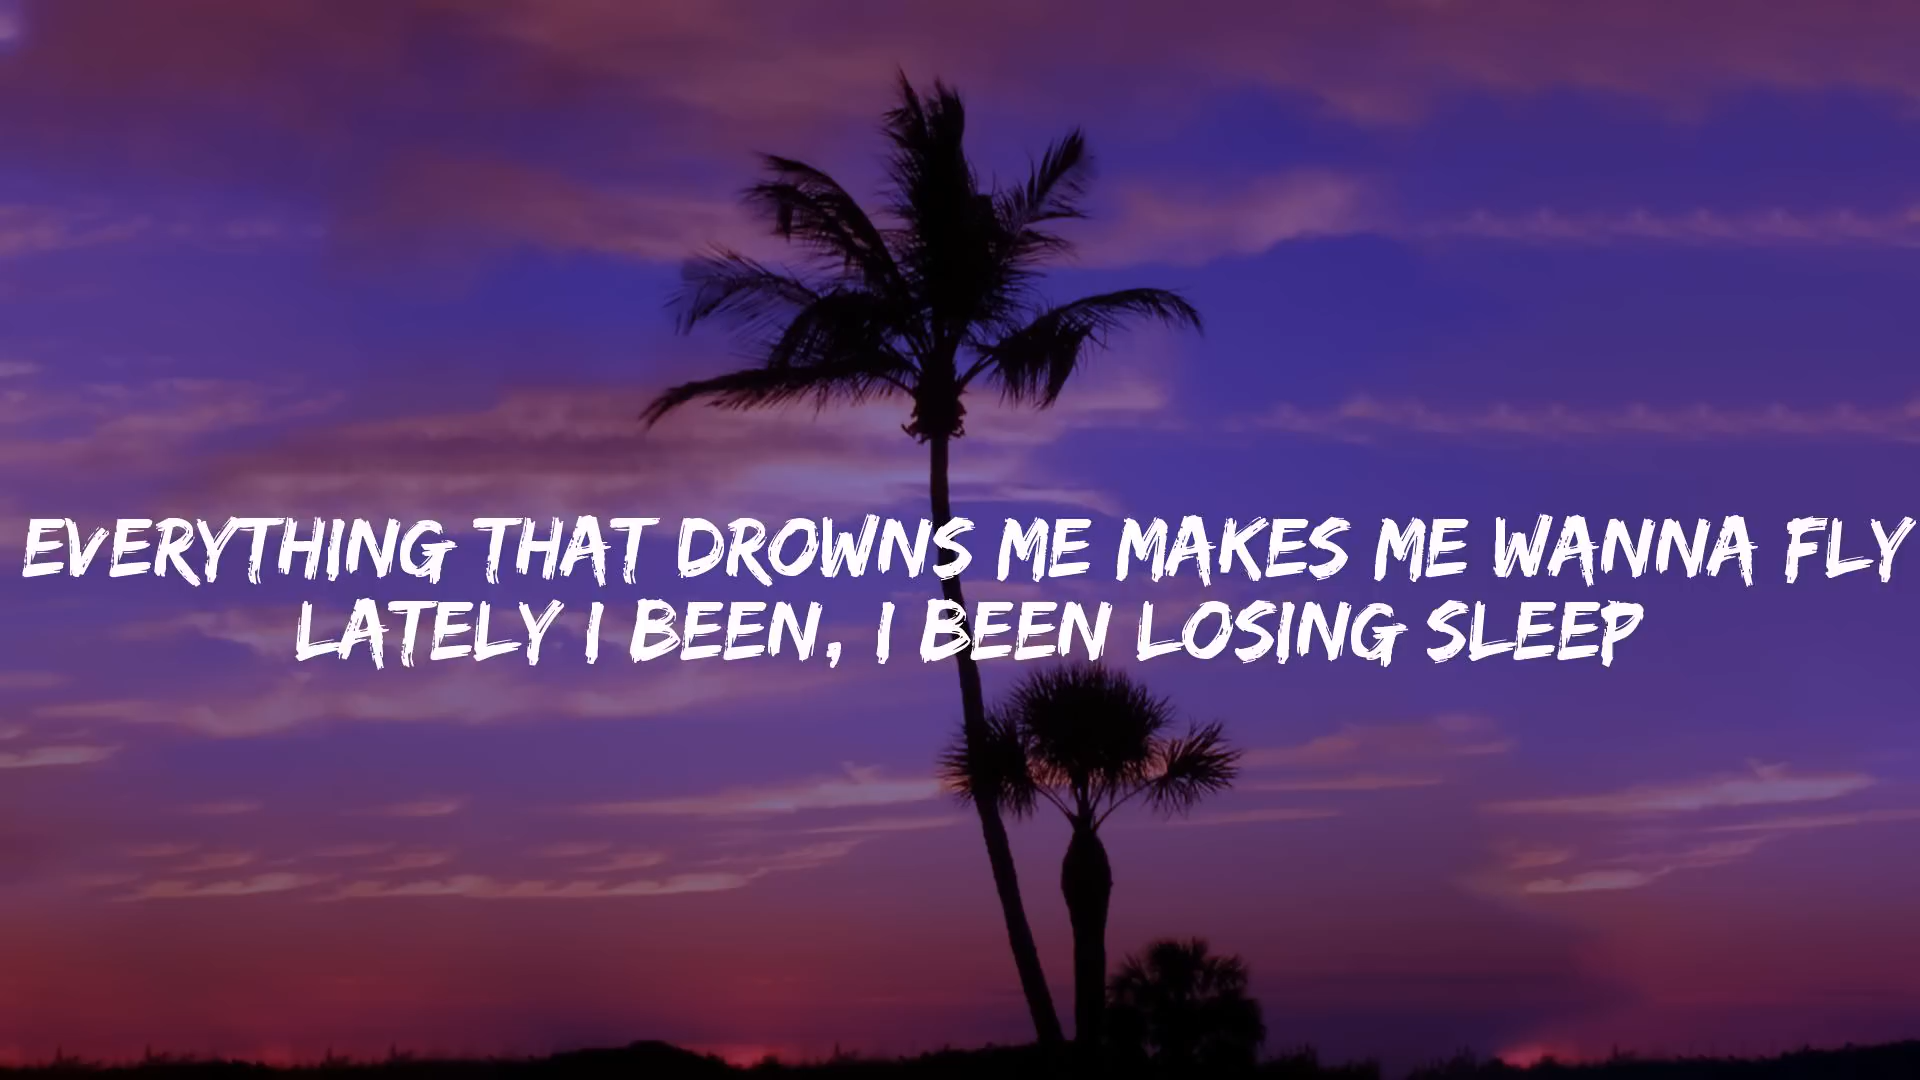 EVERYTHING THAT DROWNS ME MAKES ME WANNA FLY
LATELY I BEEN, I BEEN LOSING SLEEP